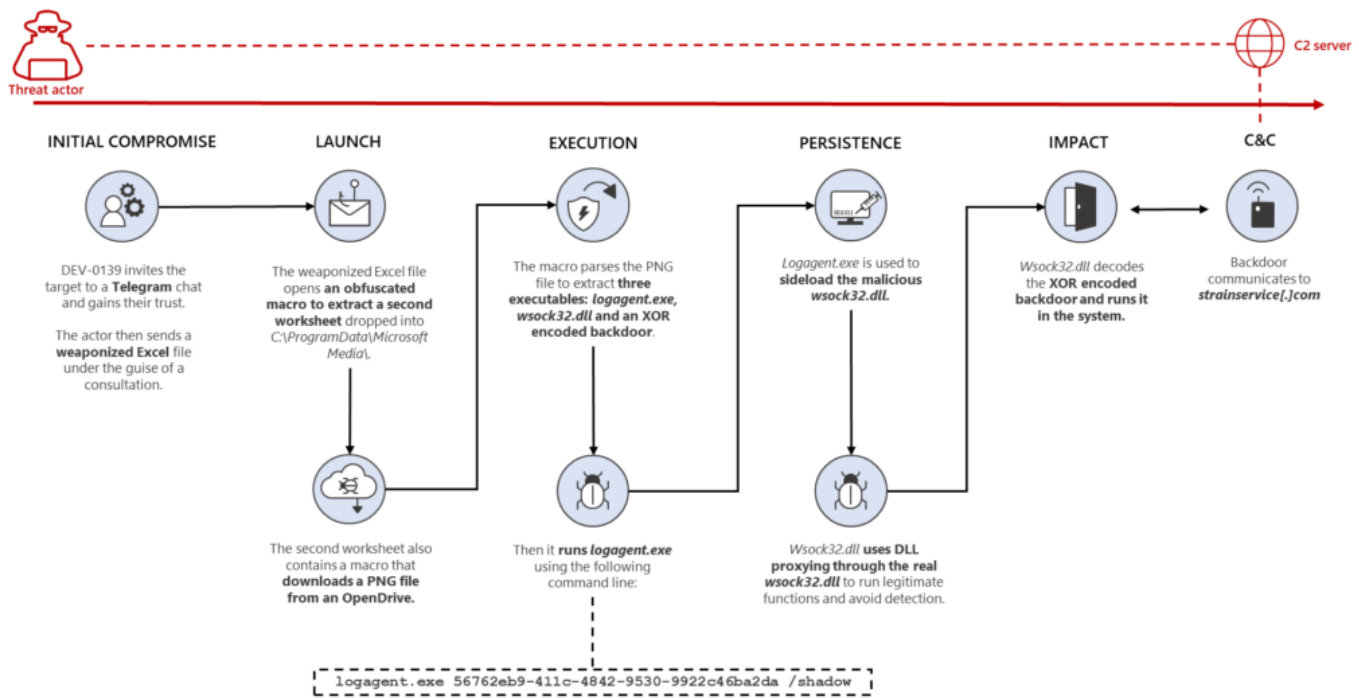 C2 server
Threat actor
INITIAL COMPROMISE
LAUNCH
EXECUTION
PERSISTENCE
IMPACT
C&C
DEV-0139 invites the
target to a Telegram chat
and gains their trust.
The actor then sends a
weaponized Excel file
under the guise of a
consultation.
The weaponized Excel file
opens an obfuscated
macro to extract a second
worksheet dropped into
C:\ProgramData\Microsoft
Media\.
The second worksheet also
contains a macro that
downloads a PNG file
from an OpenDrive.
The macro parses the PNG
file to extract three
executables: logagent.exe,
wsock32.dll and an XOR
encoded backdoor.
Then it runs logagent.exe
using the following
command line:
logagent.exe 56762eb9-411c-4842-9530-9922c46ba2da /shadow
Logagent.exe is used to
sideload the malicious
wsock32.dll.
001011
Wsock32.dll uses DLL
proxying through the real
wsock32.dll to run legitimate
functions and avoid detection.
Wsock32.dll decodes
the XOR encoded
backdoor and runs it
in the system.
Backdoor
communicates to
strainservice[.]com